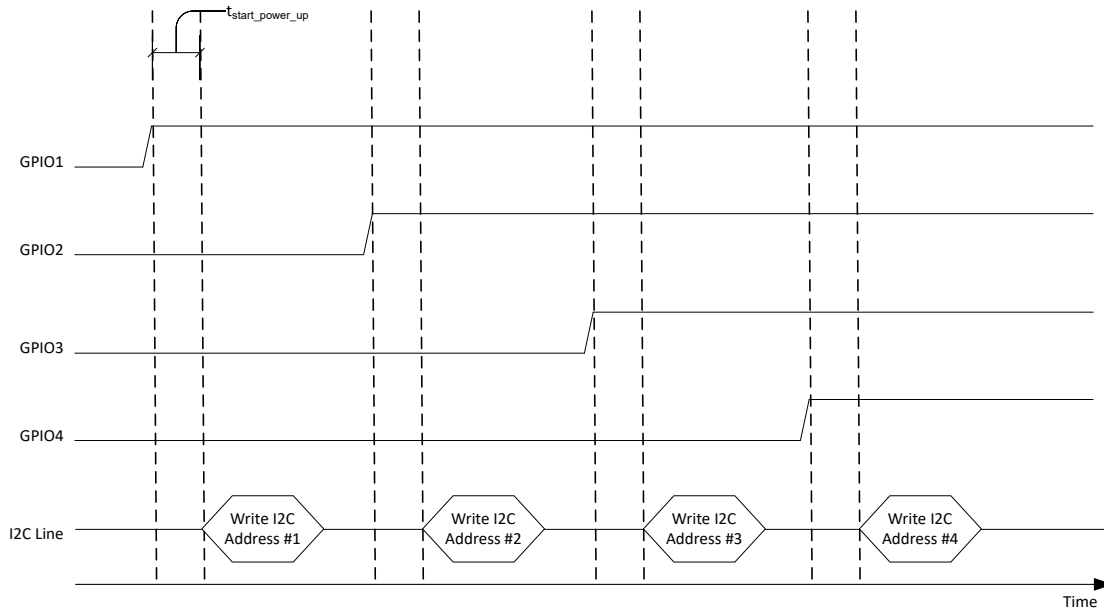 tstart_power_up
GPIO1
GPIO2
GPIO3
GPIO4
I2C Line
Write I2C
Address #1
Write I2C
Address #2
Write I2C
Address #3
Write I2C
Address #4
Time